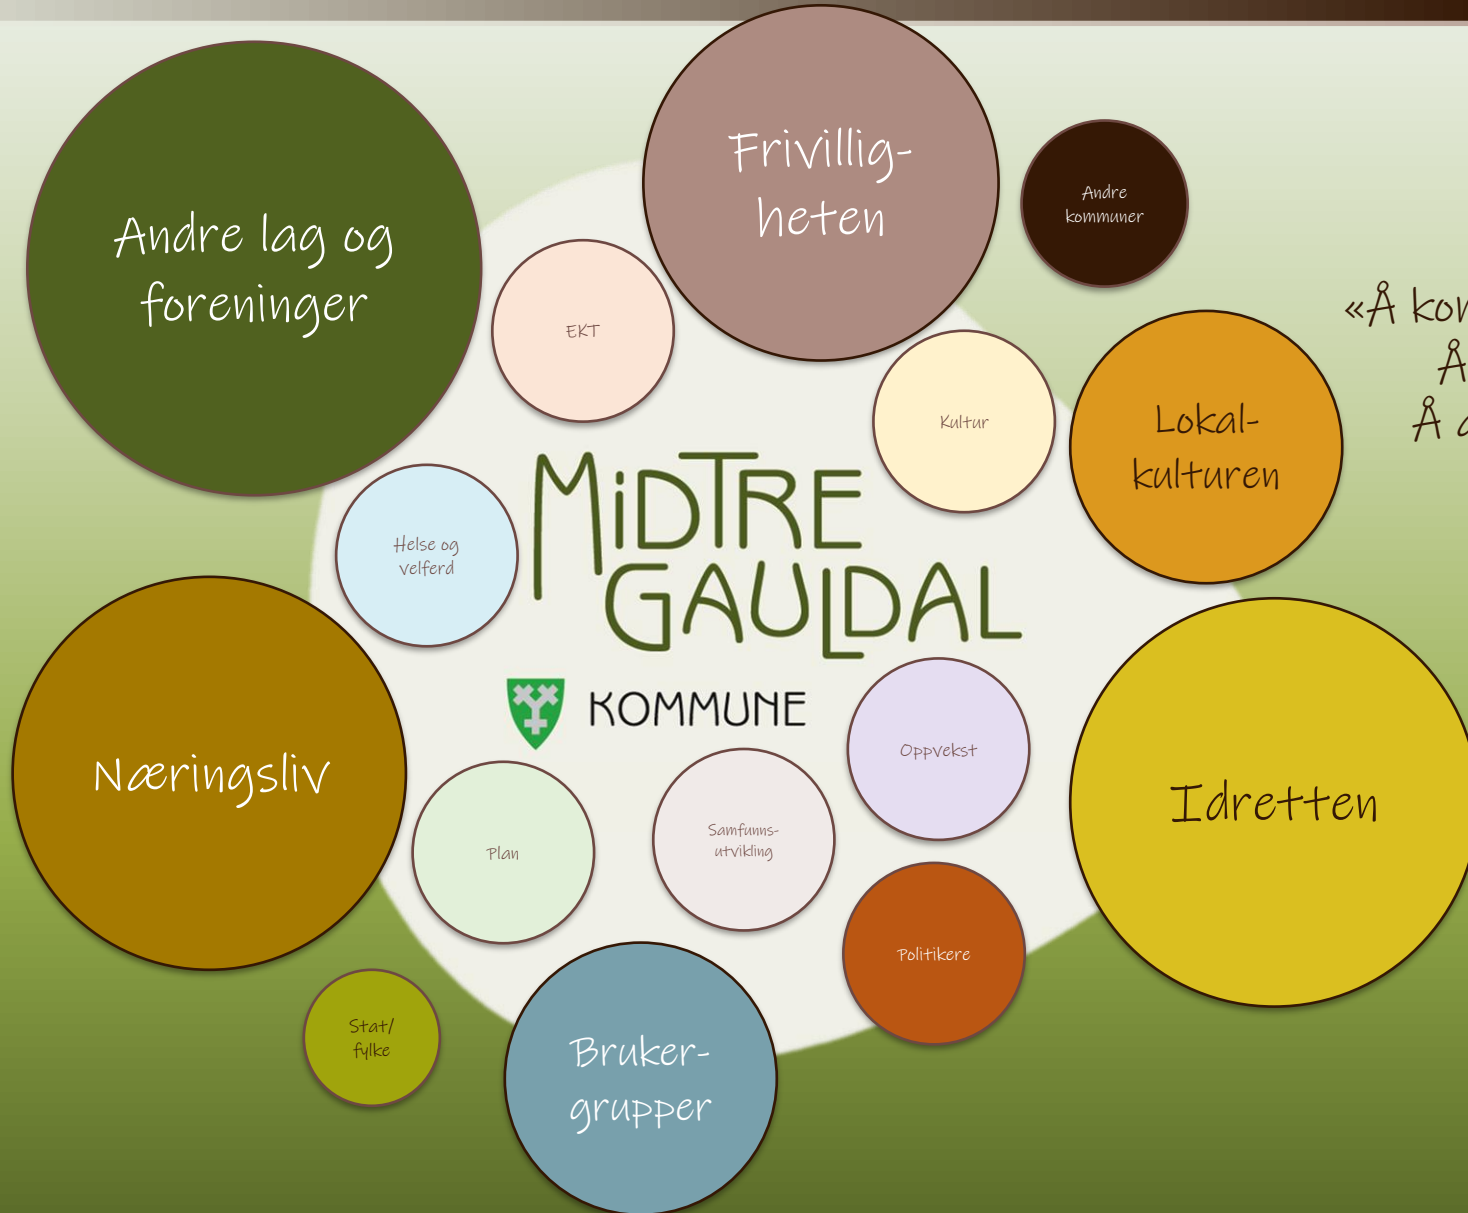 Andre lag og
foreninger
Frivillig-
heten
Andre
kommuner
EKT
Kultur
Lokal-
kulturen
«Å
Å
Å
Helse og
velferd
MiDTRE
GAULDAL
KOMMUNE
Næringsliv
Oppvekst
Idretten
Plan
Samfunns-
utvikling
Politikere
Stat/
fylke
Bruker-
grupper